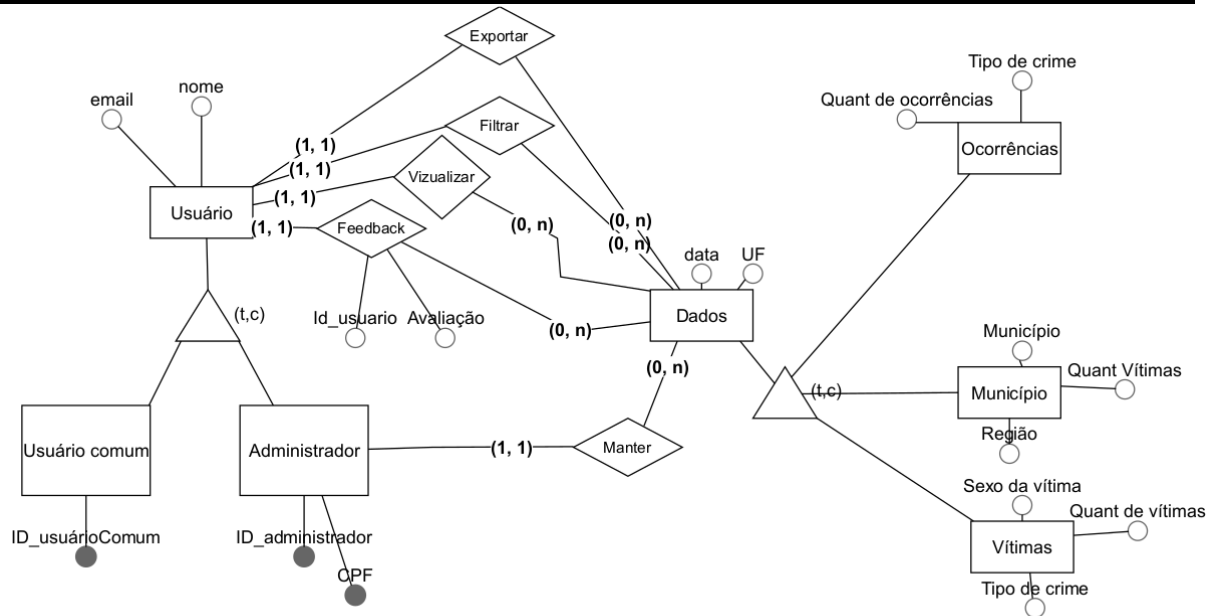 Exportar
Tipo de crime
email
nome
Quant de ocorrências
Filtrar
Ocorrências
(1, 1)
(1, 1)
Vizualizar
(1, 1)
Usuário
(1, 1)
Feedback
(0, n)
(0, n)
(0, n)
data
UF
(t,c)
Id_usuario
Avaliação
(0, n)
Dados
Município
(0, n)
Quant Vítimas
(t,c)
Município
Região
Usuário comum
Administrador
(1, 1)
Manter
Sexo da vítima
Quant de vítimas
ID_usuárioComum
ID_administrador
Vítimas
CPF
Tipo de crime